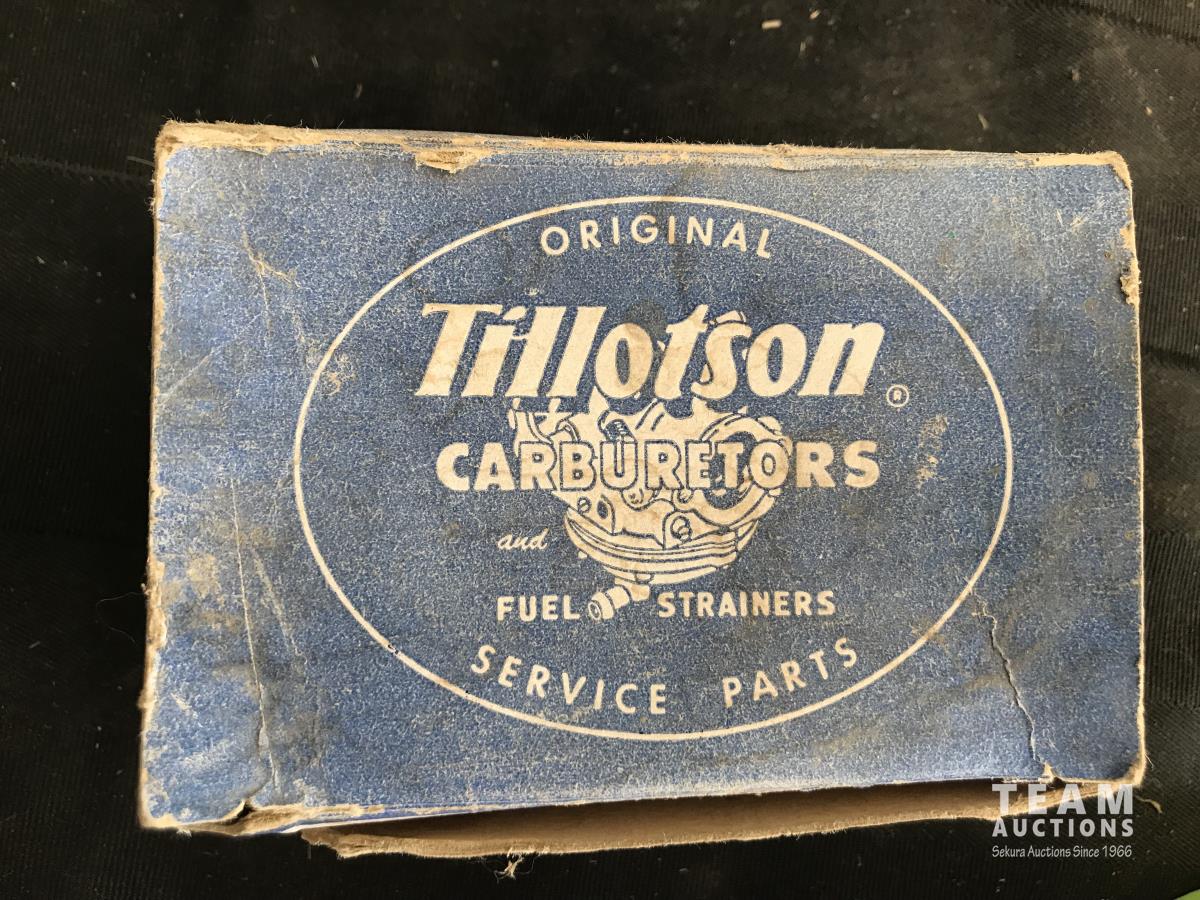 ORIGINAL
Tillotson ®
CARBURETORS
and
FUEL STRAINERS
SERVICE PARTS
TEAM
AUCTIONS
Sekura Auctions Since 1966